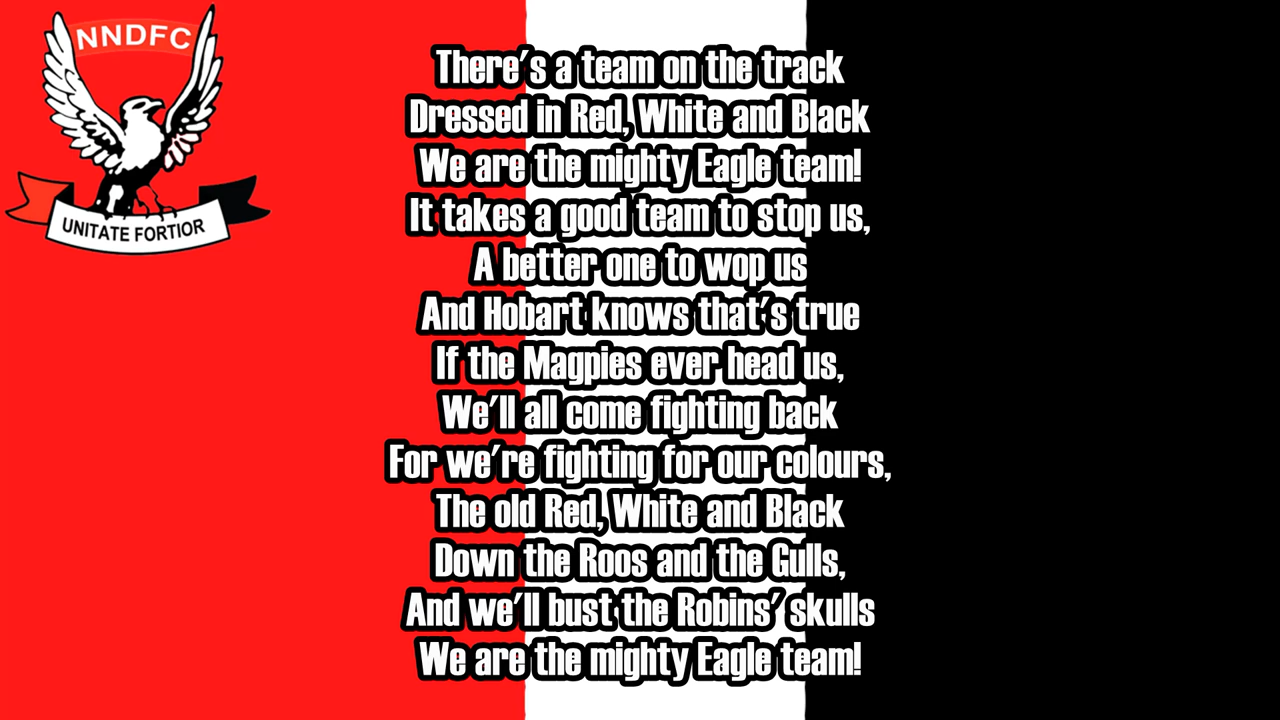 NNDFC
UNITATE FORTIOR
There's a team on the track
Dressed in Red, White and Black
We are the mighty Eagle team!
It takes a good team to stop us,
A better one to wop us
And Hobart knows that's true
If the Magpies ever head us,
We'll all come fighting back
For we're fighting for our colours,
The old Red, White and Black
Down the Roos and the Gulls,
And we'll bust the Robins' skulls
We are the mighty Eagle team!